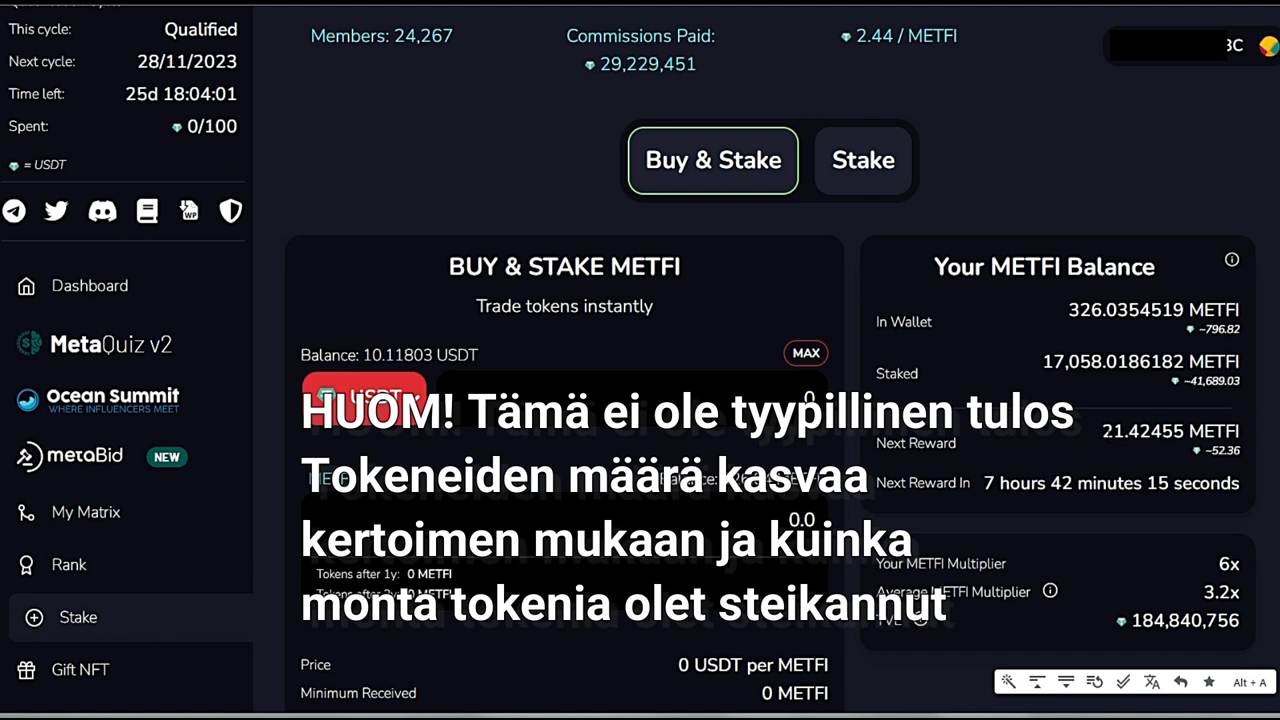 This cycle: Qualified
Next cycle: 28/11/2023
Time left: 25d 18:04:01
Spent: 0/100
= USDT
Dashboard
MetaQuiz v2
Ocean Summit
WHERE INFLUENCERS MEET
metaBid NEW
My Matrix
Rank
Stake
Gift NFT
Members: 24,267
Commissions Paid:
29,229,451
2.44 / METFI
3C
Buy & Stake
Stake
BUY & STAKE METFI
Trade tokens instantly
Balance: 10.11803 USDT
MAX
USDT
0
HUOM! Tämä ei ole tyypillinen tulos
Tokeneiden määrä kasvaa
kertoimen mukaan ja kuinka
monta tokenia olet steikannut
0.0
Tokens after 1y: 0 METFI
Price 0 USDT per METFI
Minimum Received 0 METFI
Your METFI Balance
In Wallet 326.0354519 METFI
~796.82
Staked 17,058.0186182 METFI
~41,689.03
Next Reward 21.42455 METFI
~52.36
Next Reward In 7 hours 42 minutes 15 seconds
Your METFI Multiplier 6x
Average METFI Multiplier 3.2x
TVL 184,840,756
Alt + A